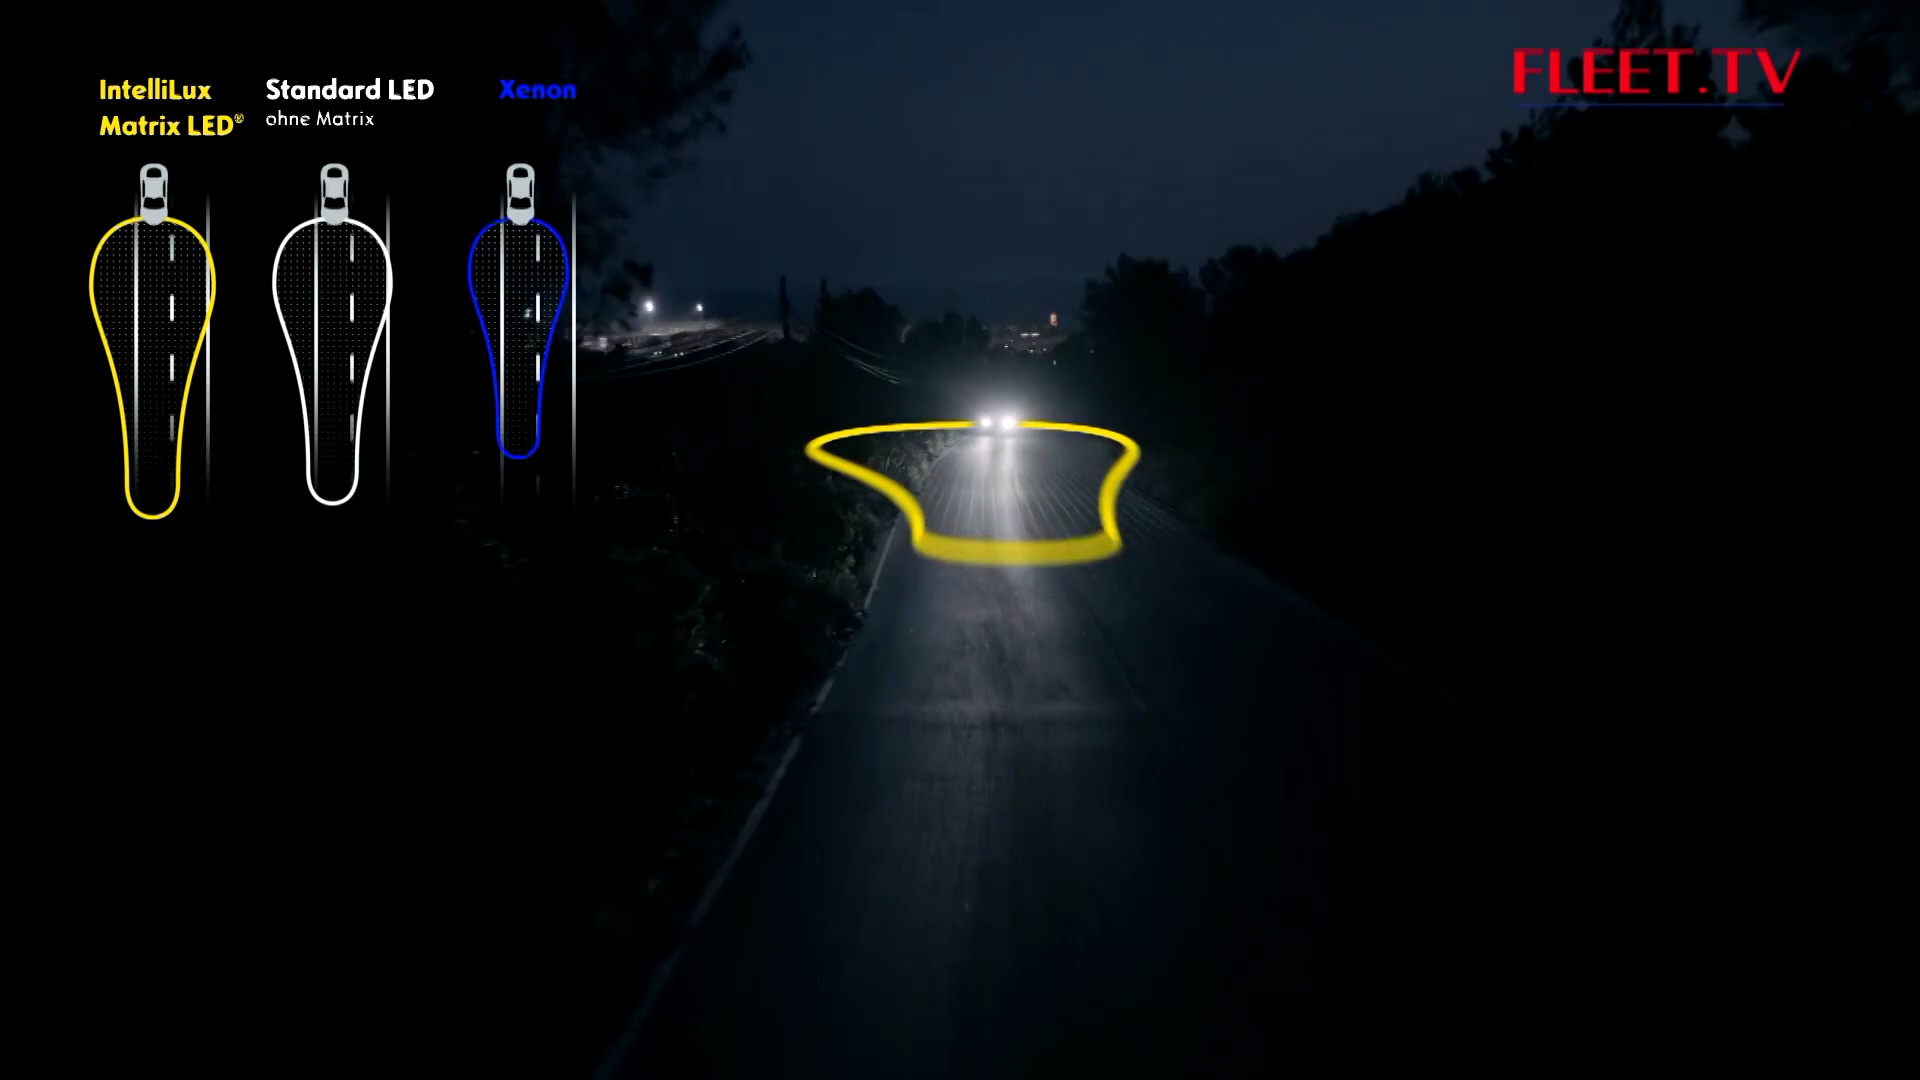 IntelliLux
Matrix LED®
Standard LED
ohne Matrix
Xenon
FLEET.TV